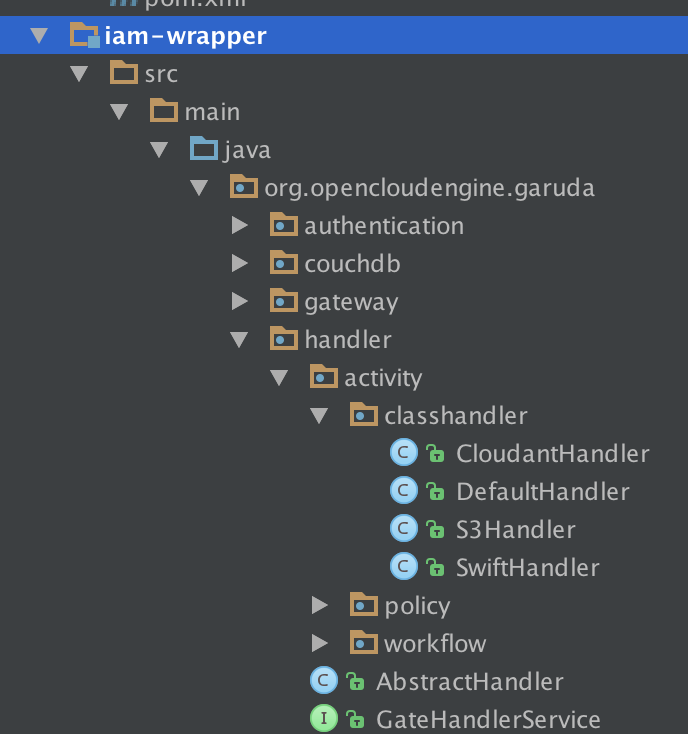 pom.xml
iam-wrapper
src
main
java
org.opencloudengine.garuda
authentication
couchdb
gateway
handler
activity
classhandler
C CloudantHandler
C DefaultHandler
C S3Handler
C SwiftHandler
policy
workflow
C AbstractHandler
I GateHandlerService